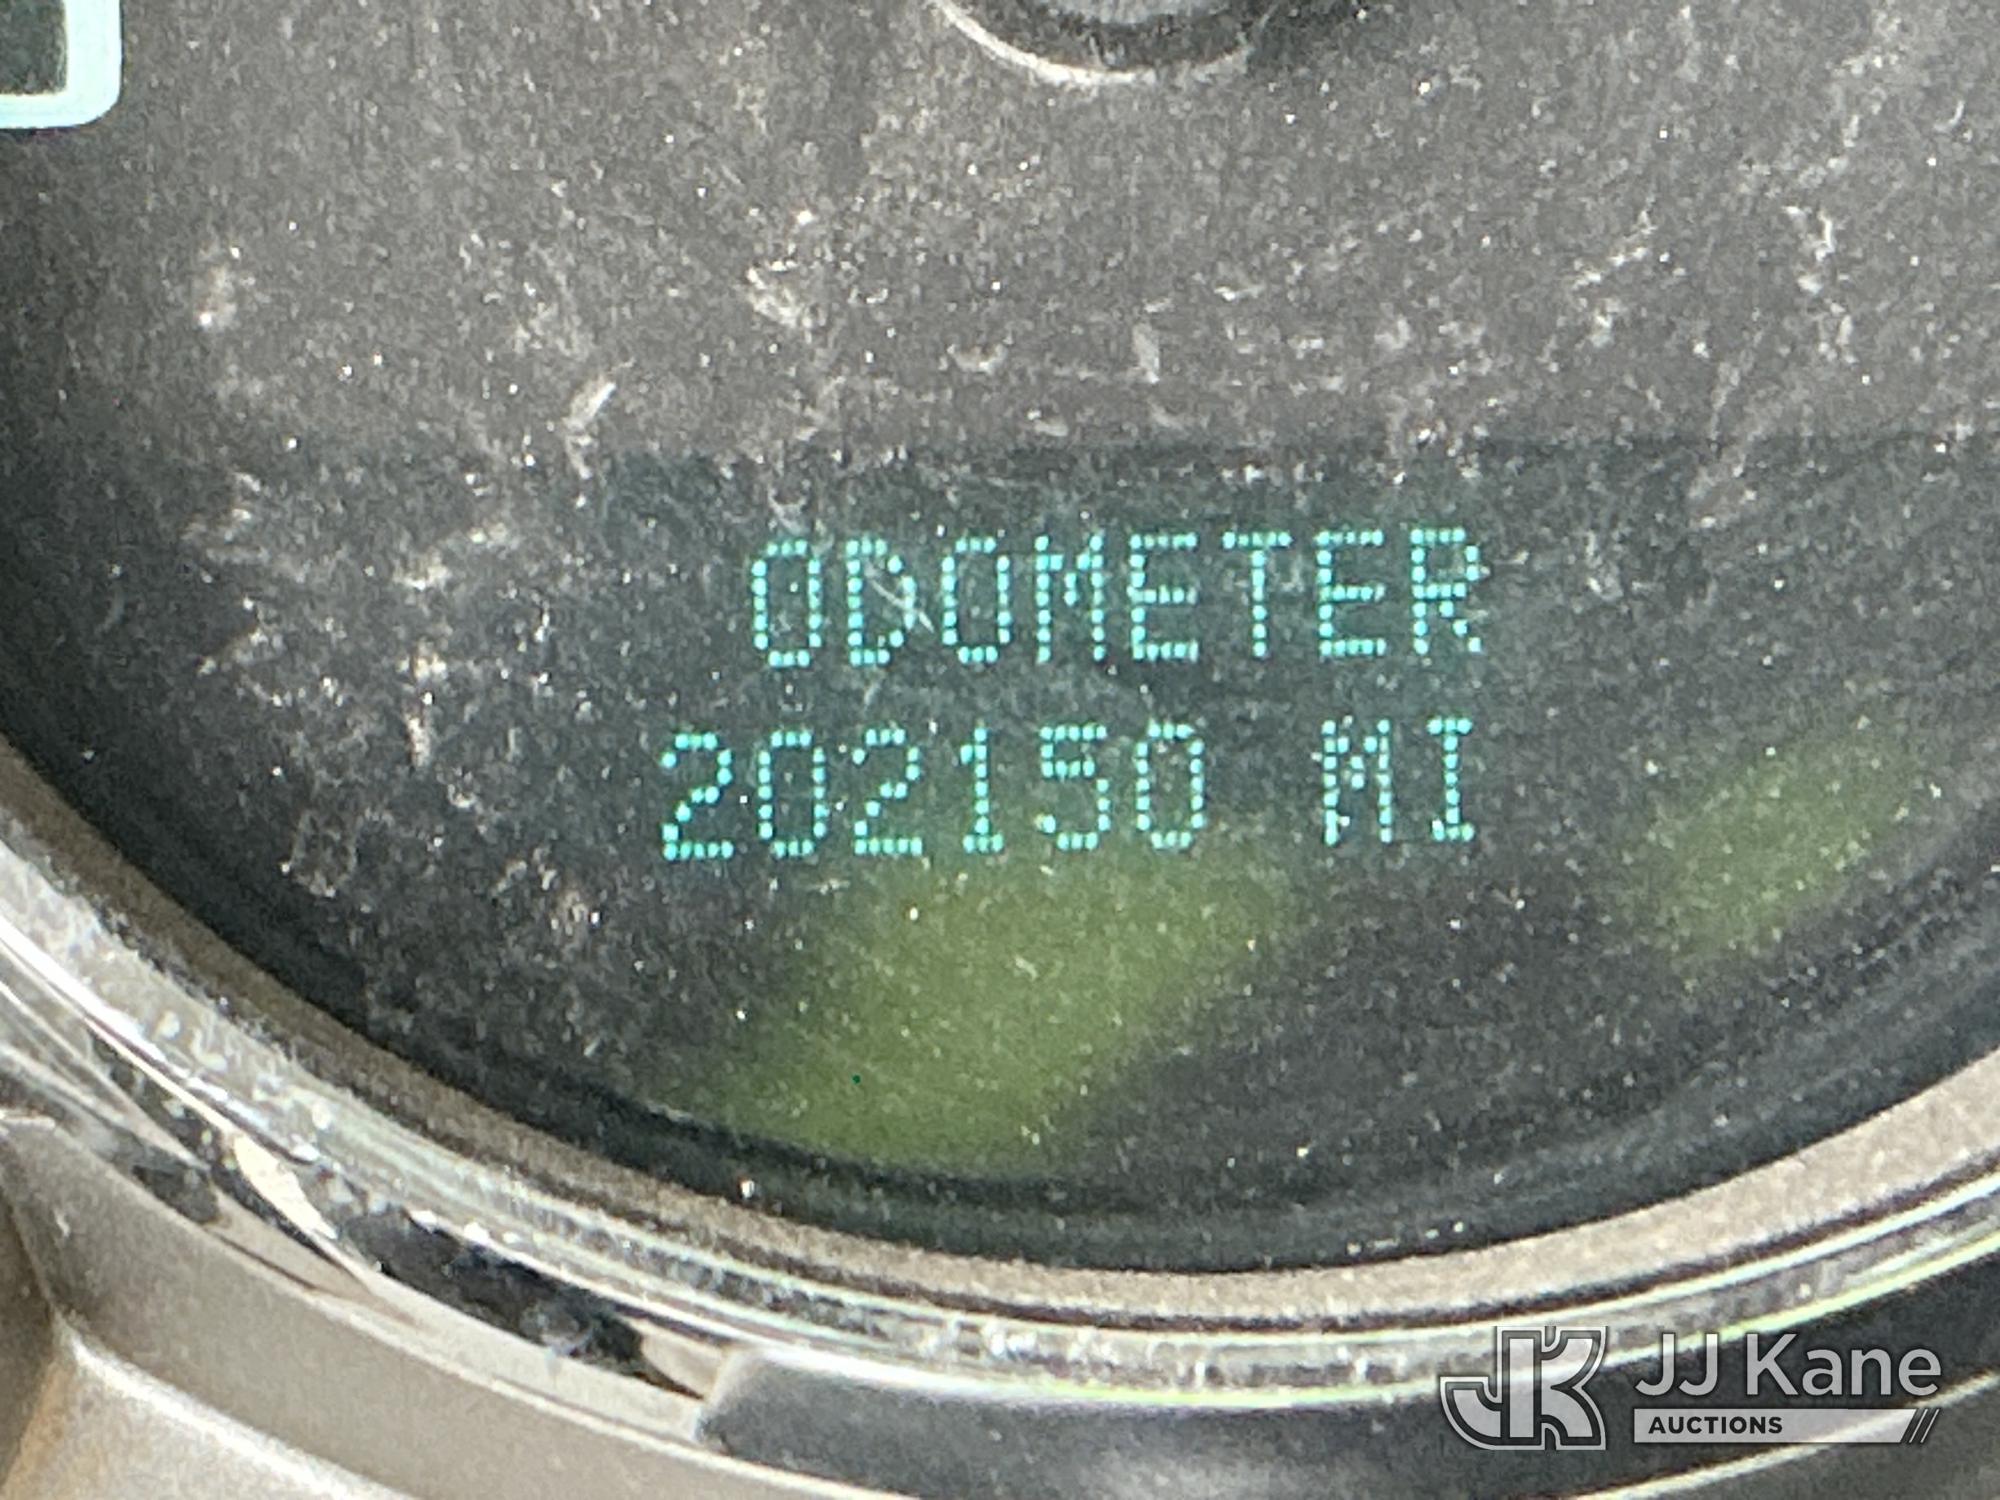 ODOMETER
202150 MI
JJ Kane
AUCTIONS